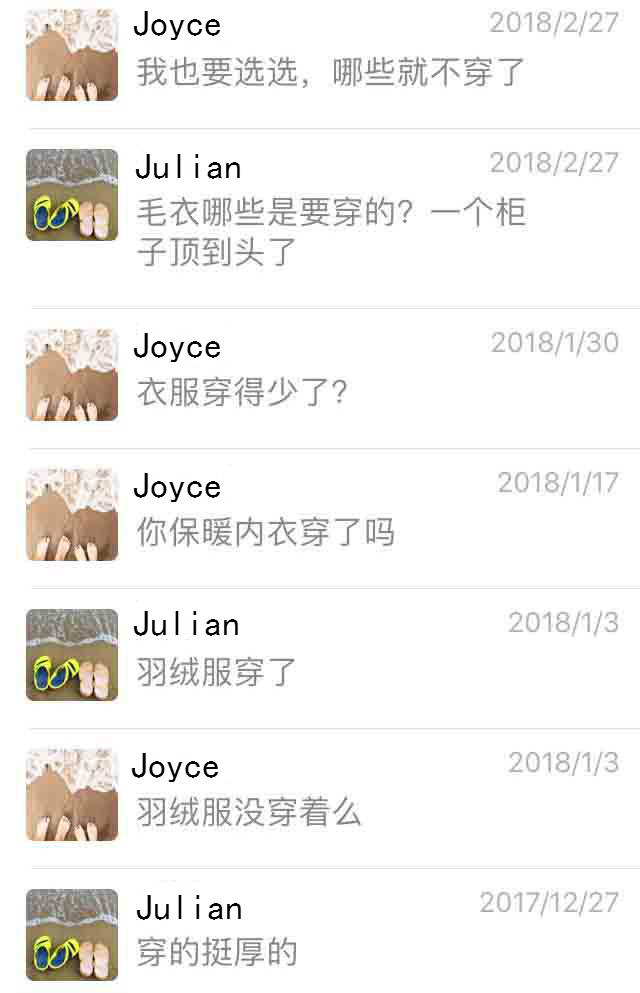 Joyce 2018/2/27
我也要选选，哪些就不穿了
Julian 2018/2/27
毛衣哪些是要穿的？一个柜
子顶到头了
Joyce 2018/1/30
衣服穿得少了？
Joyce 2018/1/17
你保暖内衣穿了吗
Julian 2018/1/3
羽绒服穿了
Joyce 2018/1/3
羽绒服没穿着么
Julian 2017/12/27
穿的挺厚的